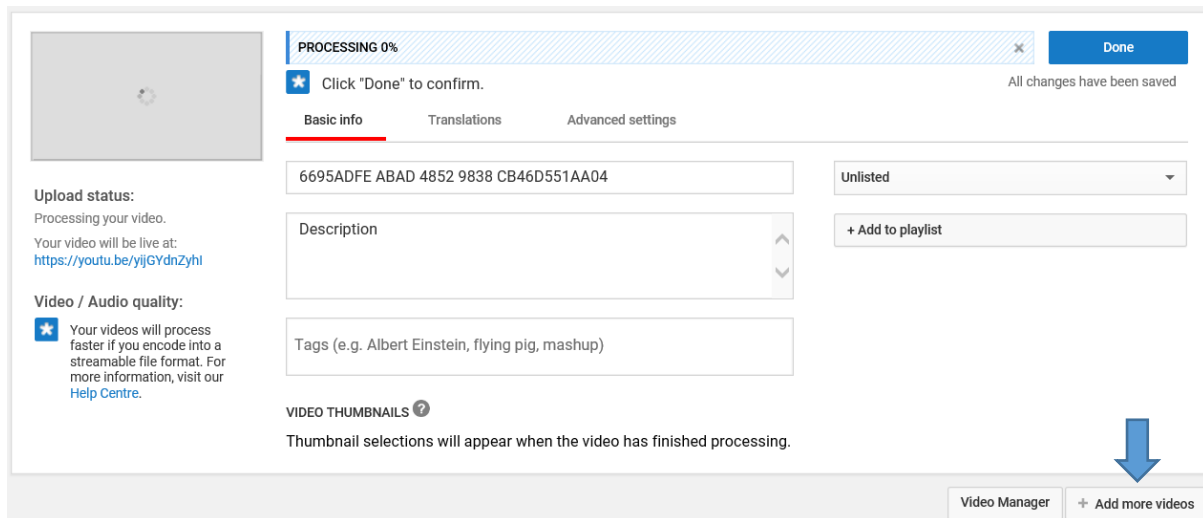 PROCESSING 0%
Done
Click "Done" to confirm.
All changes have been saved
Basic info
Translations
Advanced settings
6695ADFE ABAD 4852 9838 CB46D551AA04
Unlisted
Upload status:
Processing your video.
Your video will be live at:
https://youtu.be/yijGYdnZyhI
Description
+ Add to playlist
Video / Audio quality:
Your videos will process
faster if you encode into a
streamable file format. For
more information, visit our
Help Centre.
Tags (e.g. Albert Einstein, flying pig, mashup)
VIDEO THUMBNAILS ?
Thumbnail selections will appear when the video has finished processing.
Video Manager
+ Add more videos